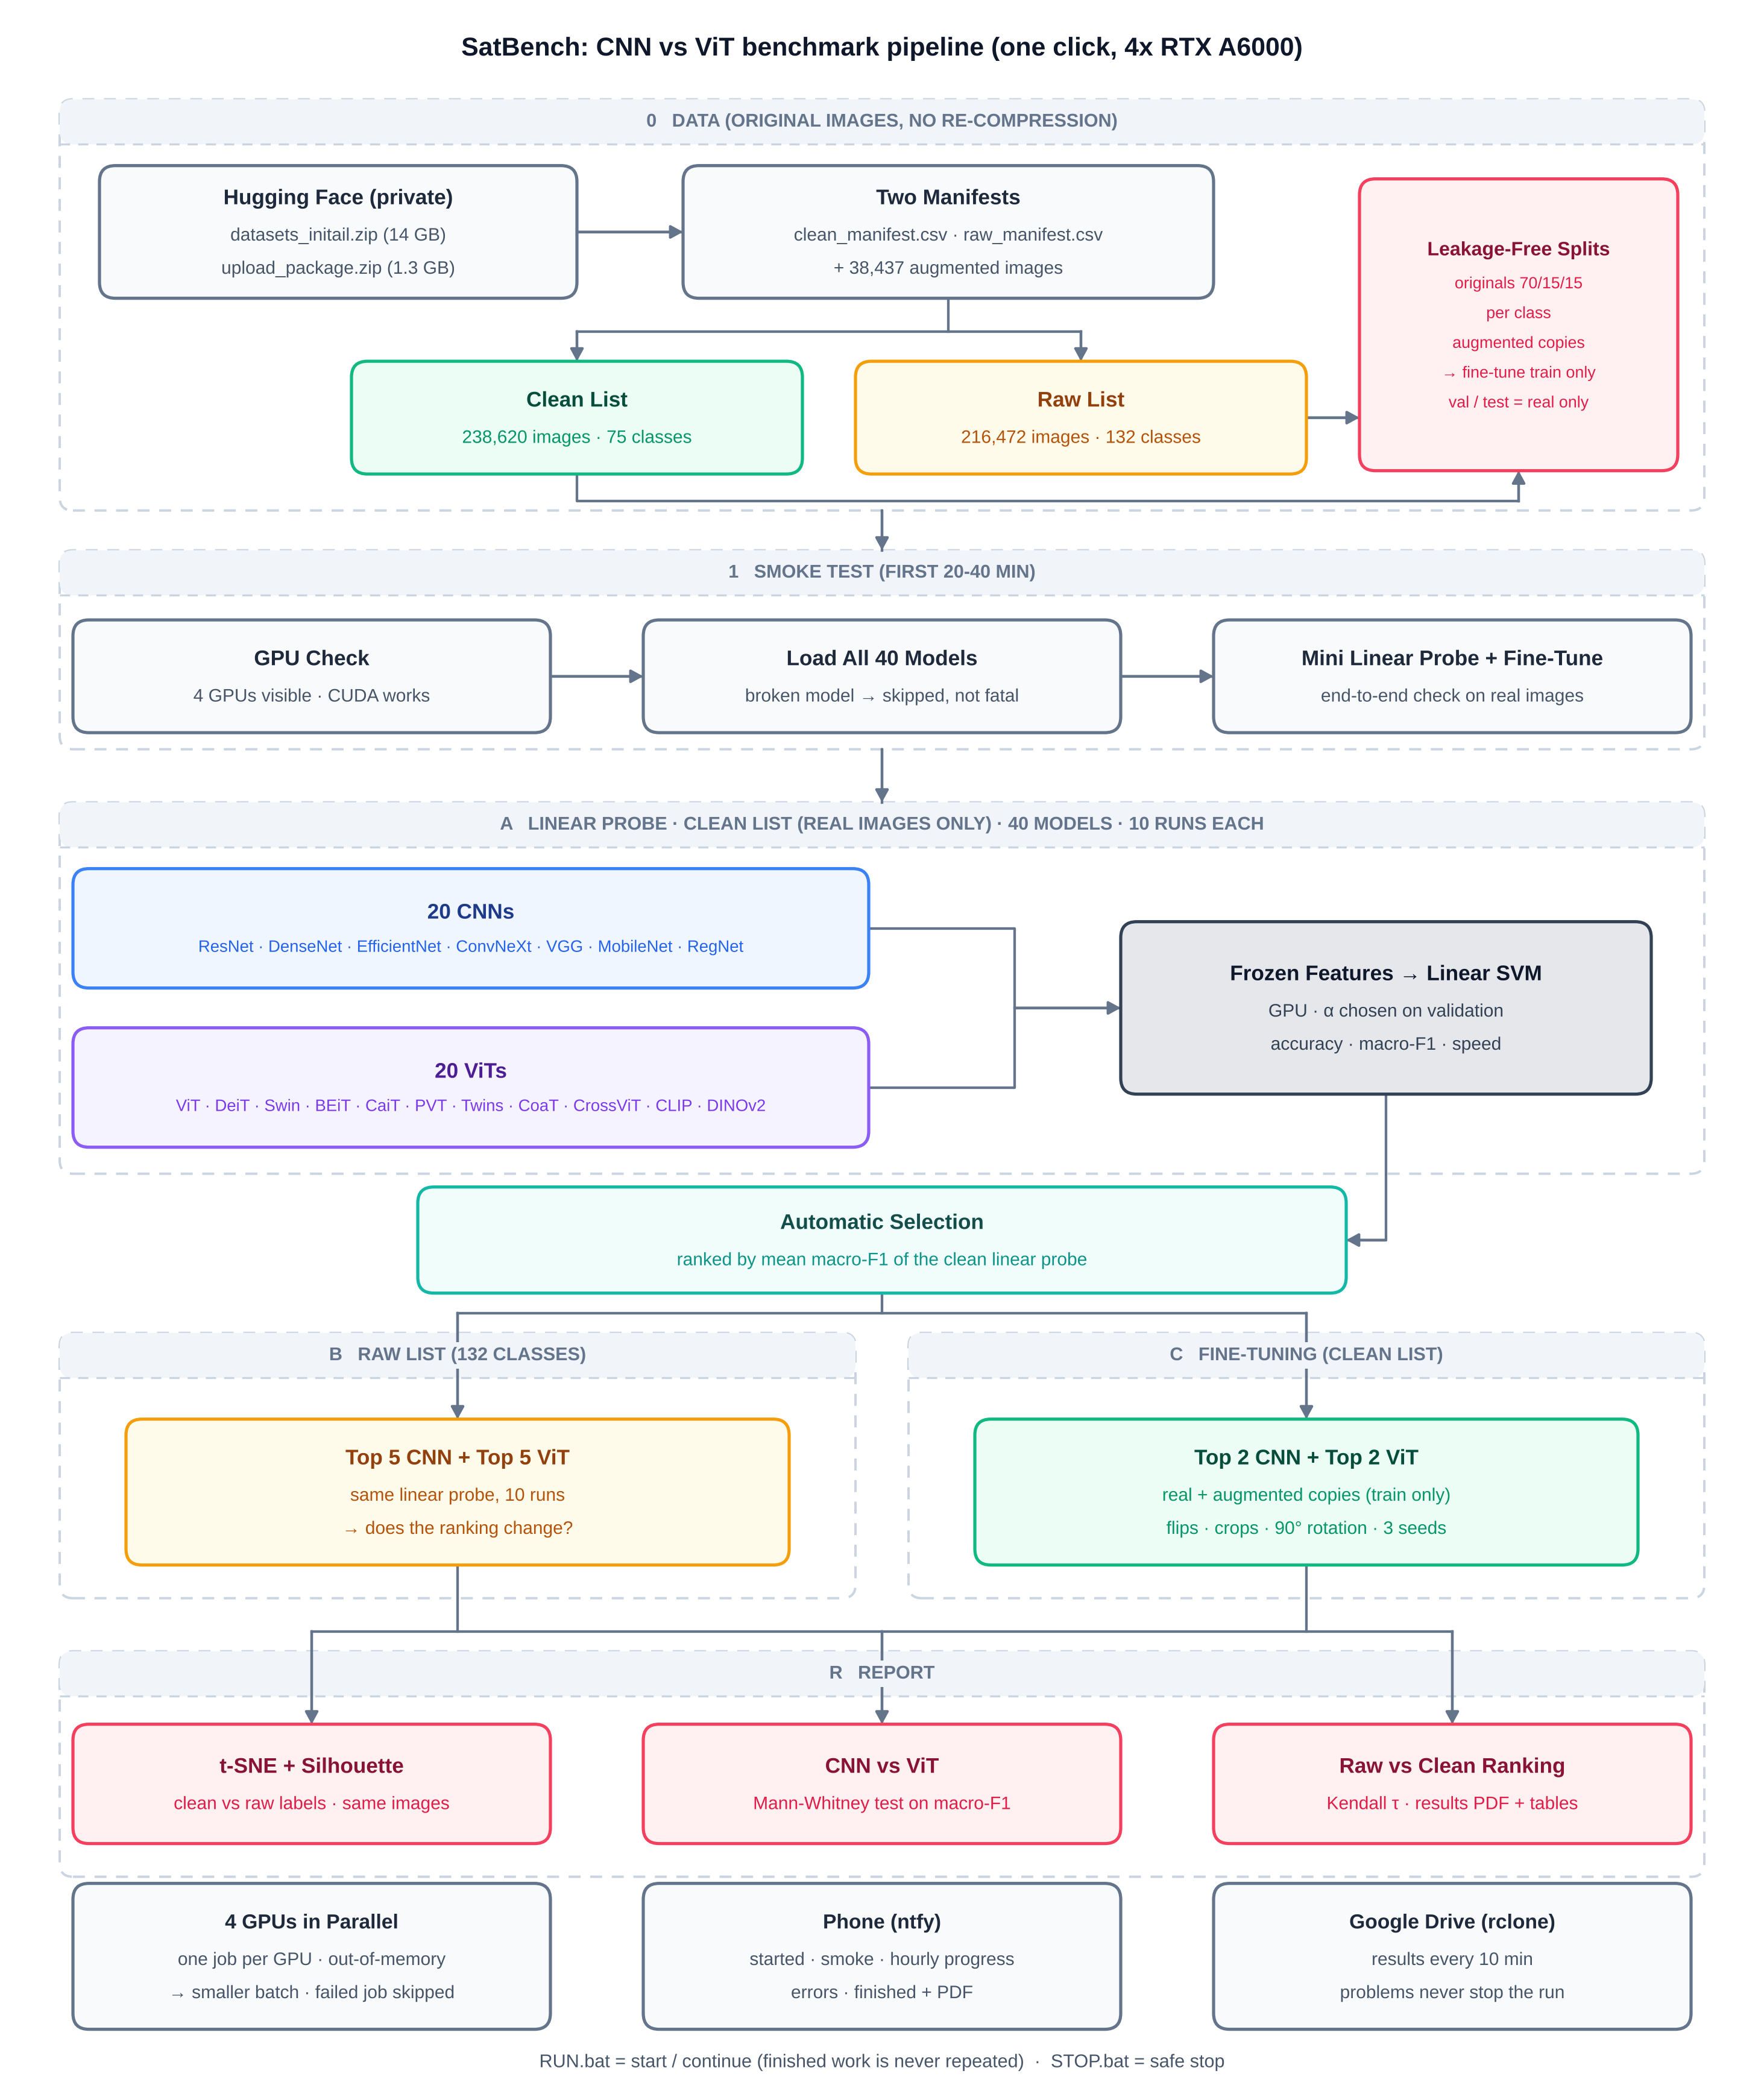 SatBench: CNN vs ViT benchmark pipeline (one click, 4x RTX A6000)
0 DATA (ORIGINAL IMAGES, NO RE-COMPRESSION)
Hugging Face (private)
datasets_initail.zip (14 GB)
upload_package.zip (1.3 GB)
Two Manifests
clean_manifest.csv · raw_manifest.csv
+ 38,437 augmented images
Leakage-Free Splits
originals 70/15/15
per class
augmented copies
→ fine-tune train only
val / test = real only
Clean List
238,620 images · 75 classes
Raw List
216,472 images · 132 classes
1 SMOKE TEST (FIRST 20-40 MIN)
GPU Check
4 GPUs visible · CUDA works
Load All 40 Models
broken model → skipped, not fatal
Mini Linear Probe + Fine-Tune
end-to-end check on real images
A LINEAR PROBE · CLEAN LIST (REAL IMAGES ONLY) · 40 MODELS · 10 RUNS EACH
20 CNNs
ResNet · DenseNet · EfficientNet · ConvNeXt · VGG · MobileNet · RegNet
20 ViTs
ViT · DeiT · Swin · BEiT · CaiT · PVT · Twins · CoaT · CrossViT · CLIP · DINOv2
Frozen Features → Linear SVM
GPU · α chosen on validation
accuracy · macro-F1 · speed
Automatic Selection
ranked by mean macro-F1 of the clean linear probe
B RAW LIST (132 CLASSES)
Top 5 CNN + Top 5 ViT
same linear probe, 10 runs
→ does the ranking change?
C FINE-TUNING (CLEAN LIST)
Top 2 CNN + Top 2 ViT
real + augmented copies (train only)
flips · crops · 90° rotation · 3 seeds
R REPORT
t-SNE + Silhouette
clean vs raw labels · same images
CNN vs ViT
Mann-Whitney test on macro-F1
Raw vs Clean Ranking
Kendall τ · results PDF + tables
4 GPUs in Parallel
one job per GPU · out-of-memory
→ smaller batch · failed job skipped
Phone (ntfy)
started · smoke · hourly progress
errors · finished + PDF
Google Drive (rclone)
results every 10 min
problems never stop the run
RUN.bat = start / continue (finished work is never repeated) · STOP.bat = safe stop